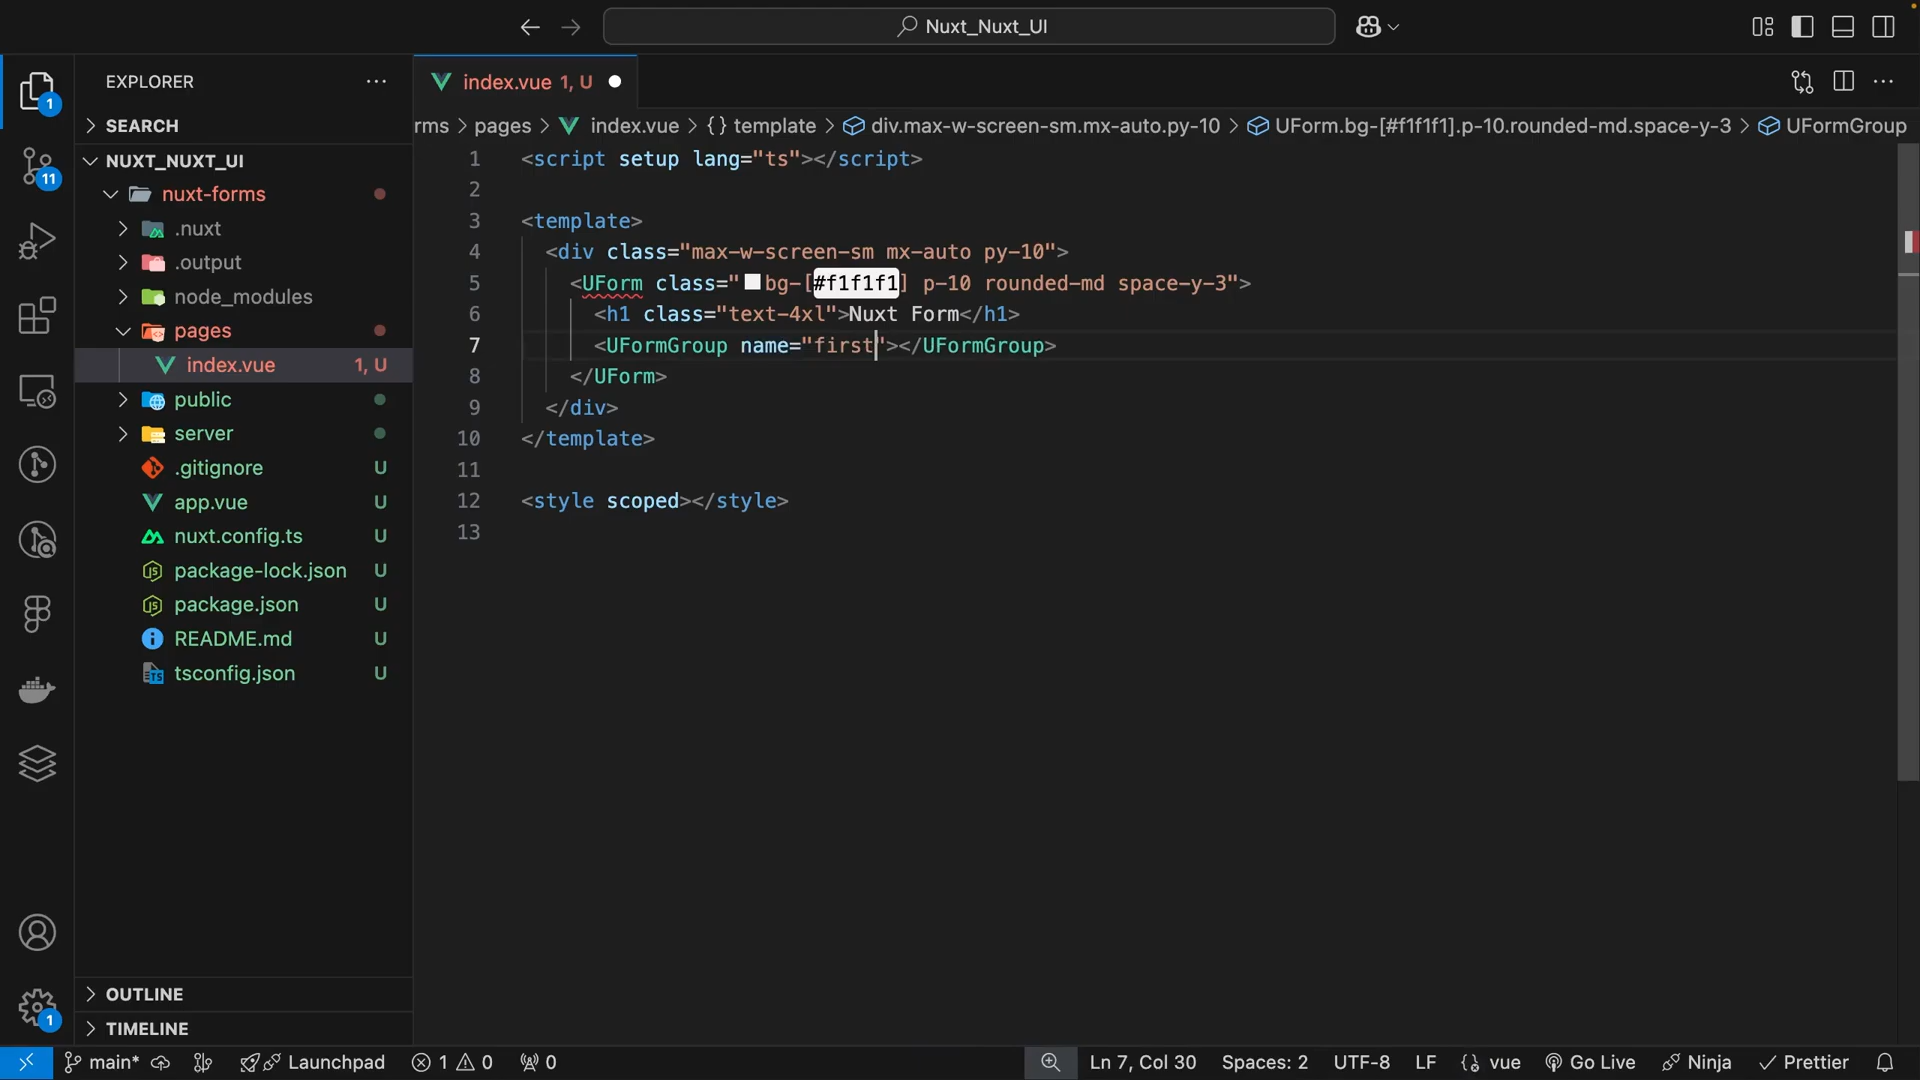 Nuxt_Nuxt_UI
EXPLORER
index.vue 1, U
SEARCH
rms > pages > index.vue > {} template > div.max-w-screen-sm.mx-auto.py-10 > UForm.bg-[#f1f1f1].p-10.rounded-md.space-y-3 > UFormGroup
NUXT_NUXT_UI
nuxt-forms
.nuxt
.output
node_modules
pages
index.vue 1, U
public
server
.gitignore U
app.vue U
nuxt.config.ts U
package-lock.json U
package.json U
README.md U
tsconfig.json U
OUTLINE
TIMELINE
1
11
1
1 <script setup lang="ts"></script>
2
3 <template>
4 <div class="max-w-screen-sm mx-auto py-10">
5 <UForm class="bg-[#f1f1f1] p-10 rounded-md space-y-3">
6 <h1 class="text-4xl">Nuxt Form</h1>
7 <UFormGroup name="first"></UFormGroup>
8 </UForm>
9 </div>
10 </template>
11
12 <style scoped></style>
13
main* Launchpad 1 0 0 Ln 7, Col 30 Spaces: 2 UTF-8 LF {} vue Go Live Ninja Prettier